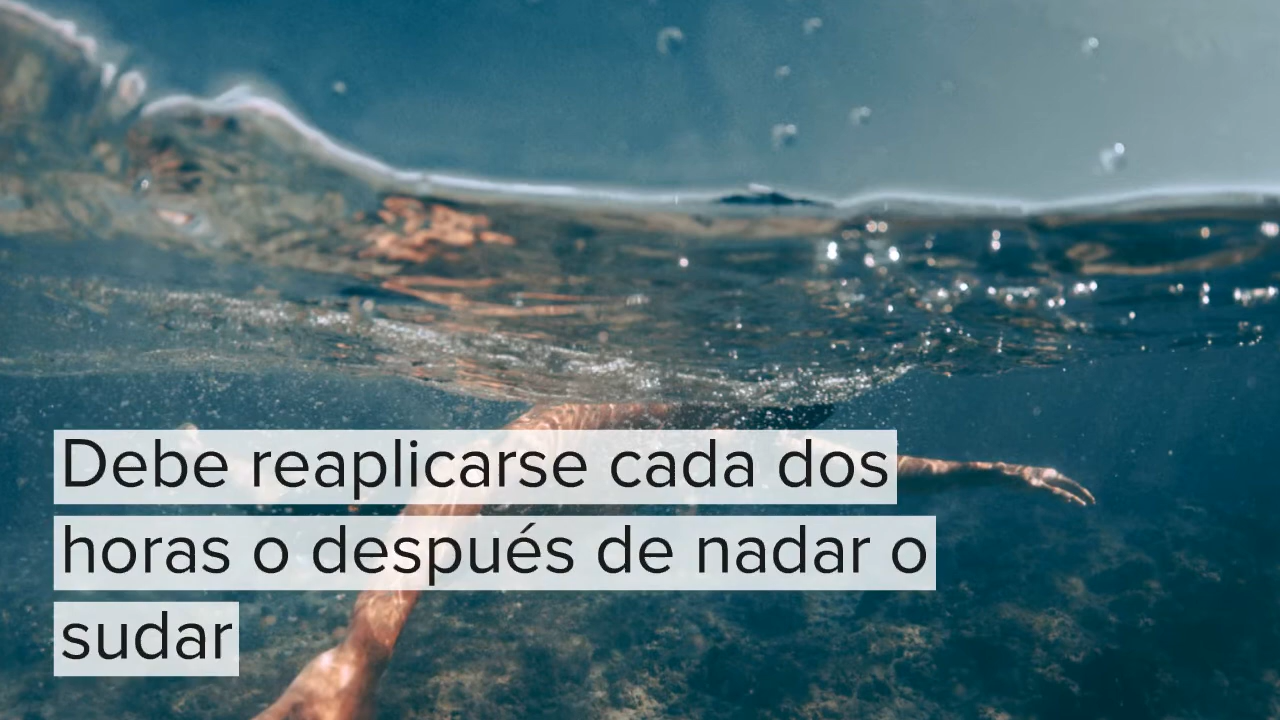 Debe reaplicarse cada dos
horas o después de nadar o
sudar